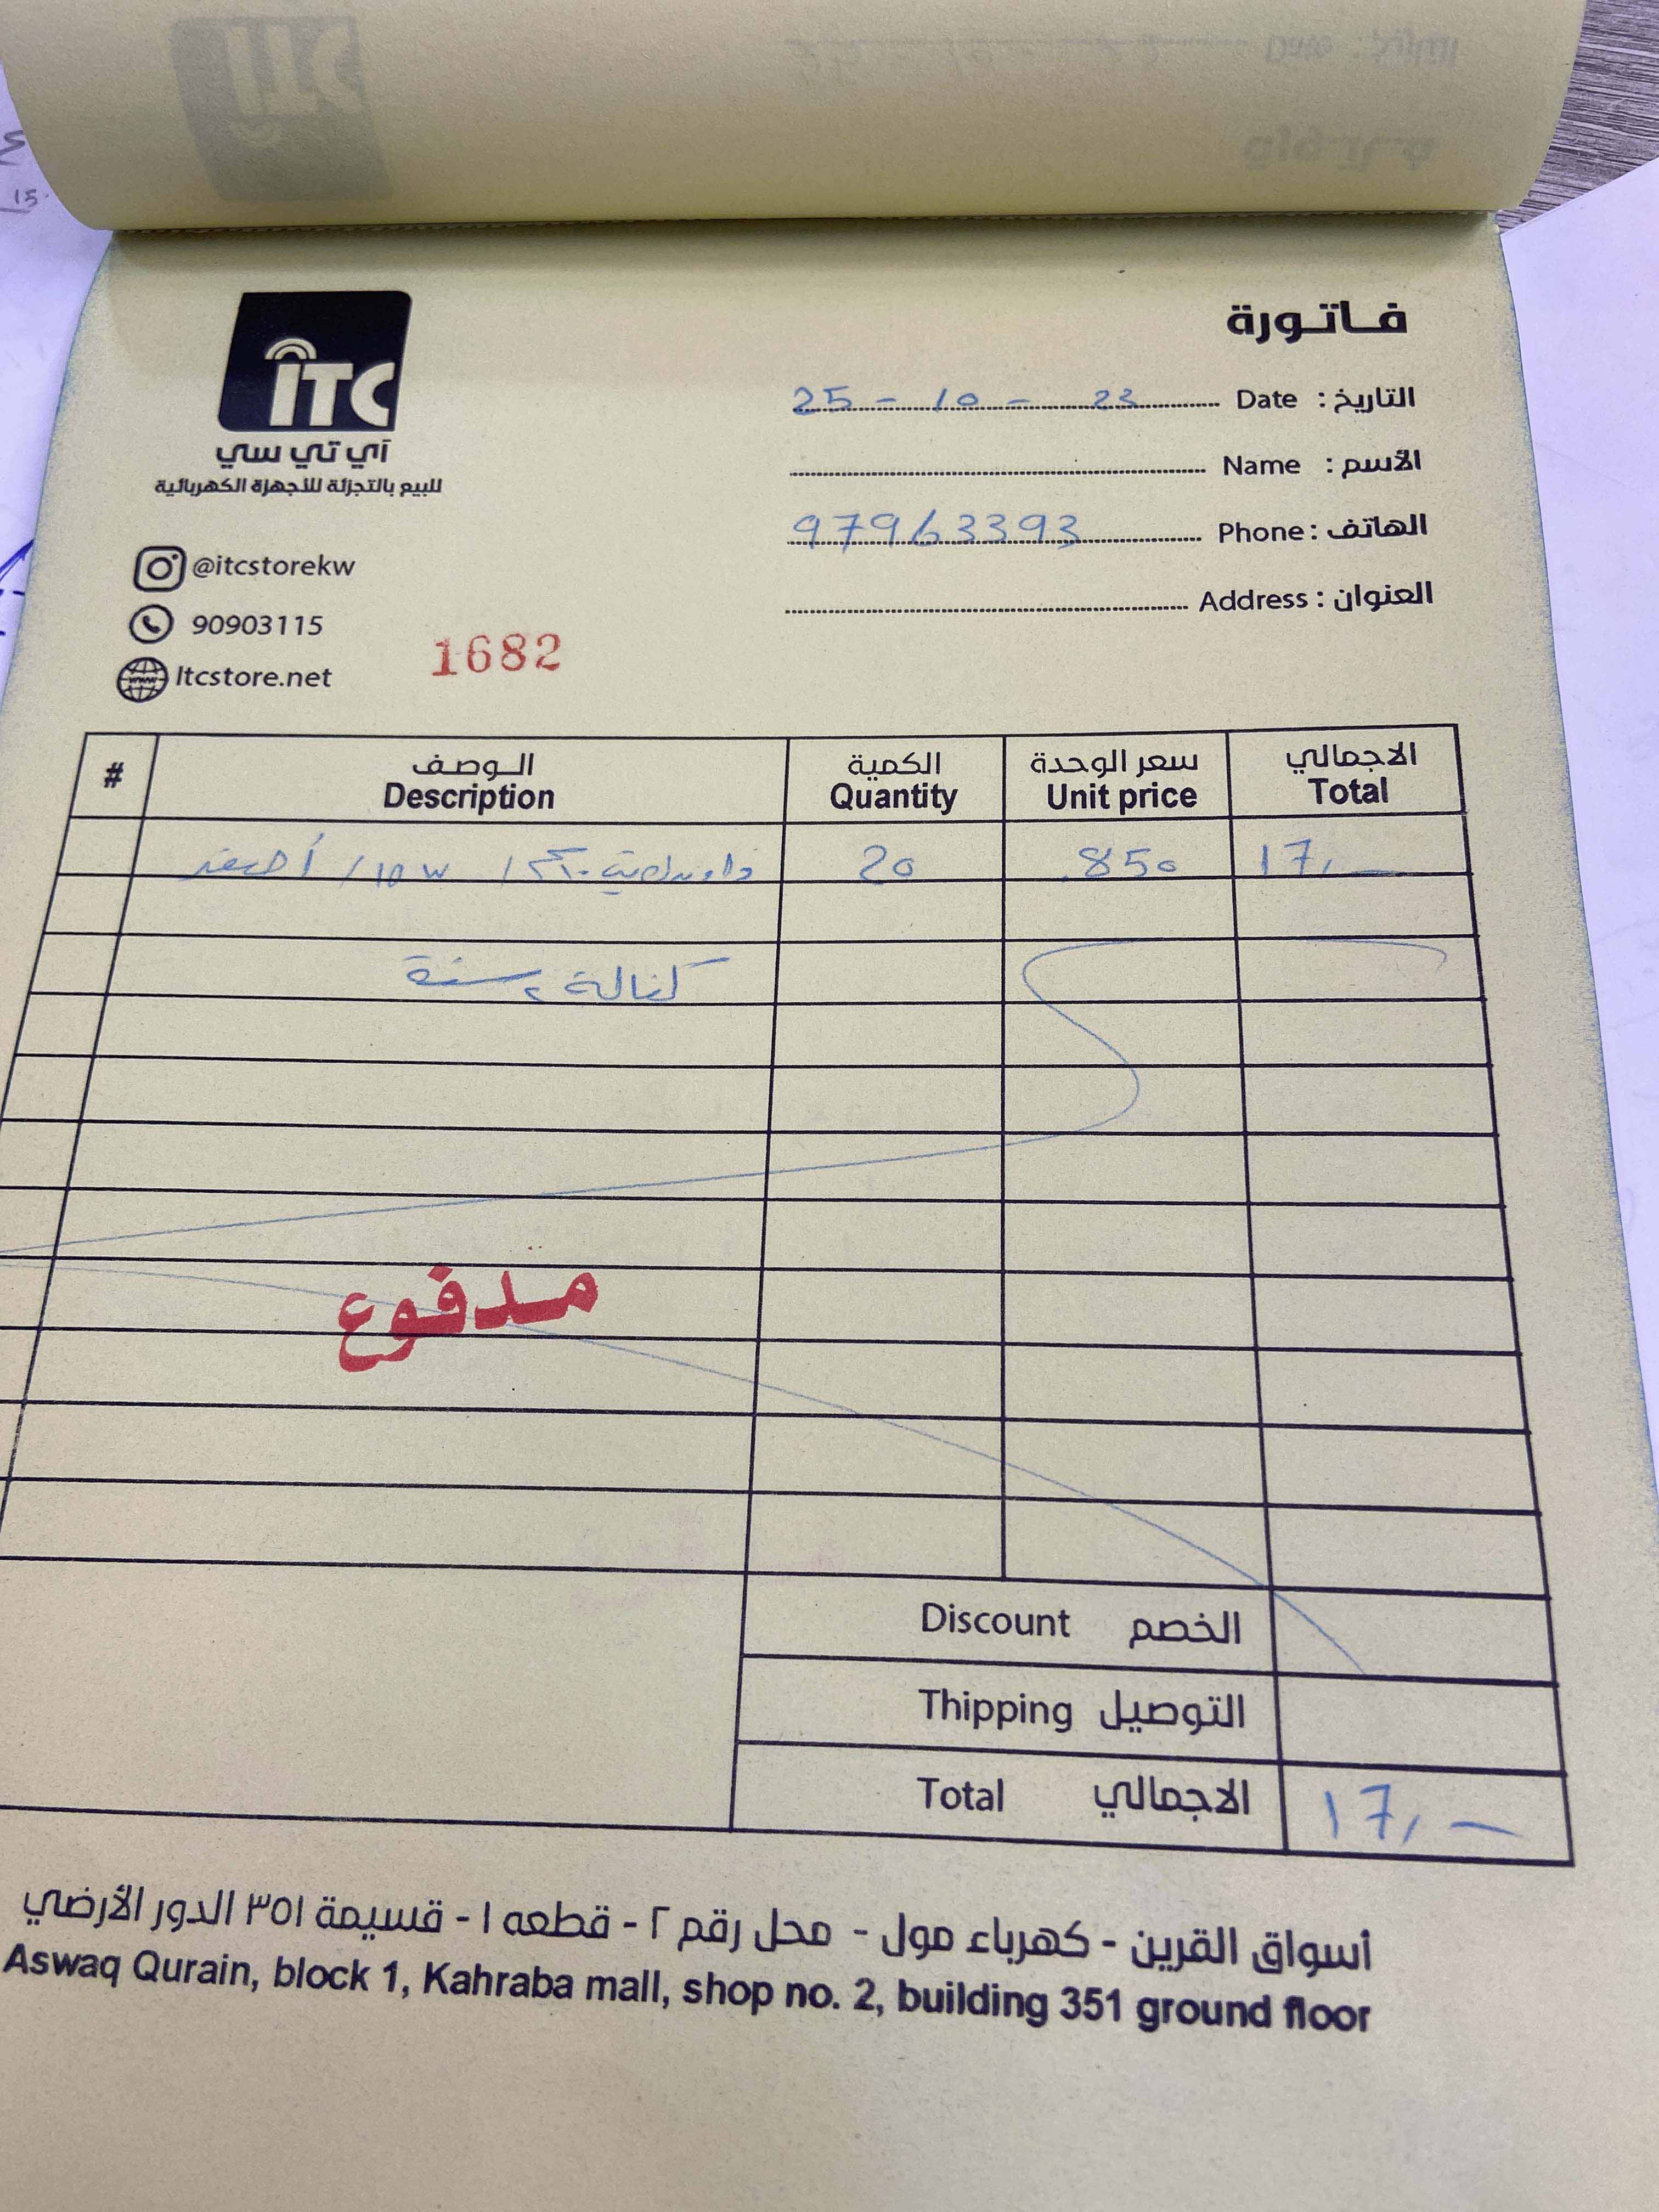 فاتورة
التاريخ : Date 25 - 10 - 23
الأسم : Name
الهاتف : Phone 97963393
العنوان : Address
iTC
آي تي سي
للبيع بالتجزئة للأجهزة الكهربائية
@itcstorekw
90903115
Itcstore.net
1682
# الوصف الكمية سعر الوحدة الاجمالي
Description Quantity Unit price Total
/ 10 w / أصفر 20 .850 17,—
كفالة ٢ سنة
مدفوع
Discount الخصم
Thipping التوصيل
Total الاجمالي 17,—
أسواق القرين - كهرباء مول - محل رقم ٢ - قطعه ١ - قسيمة ٣٥١ الدور الأرضي
Aswaq Qurain, block 1, Kahraba mall, shop no. 2, building 351 ground floor